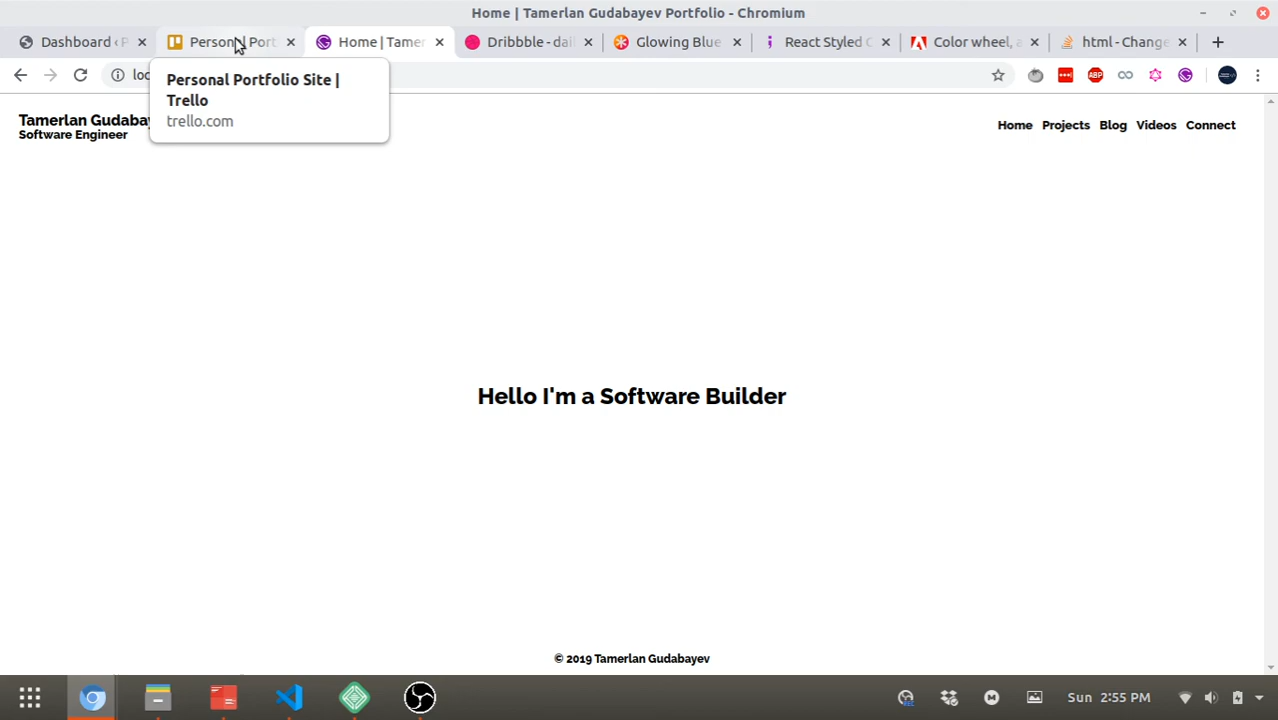 Home | Tamerlan Gudabayev Portfolio - Chromium
Dashboard ‹ P
Personal Port
Home | Tamer
Dribbble - dai
Glowing Blue
React Styled C
Color wheel, a
html - Change
loc
ABP
Personal Portfolio Site |
Trello
trello.com
Tamerlan Gudabay
Software Engineer
Home Projects Blog Videos Connect
Hello I'm a Software Builder
© 2019 Tamerlan Gudabayev
Sun 2:55 PM